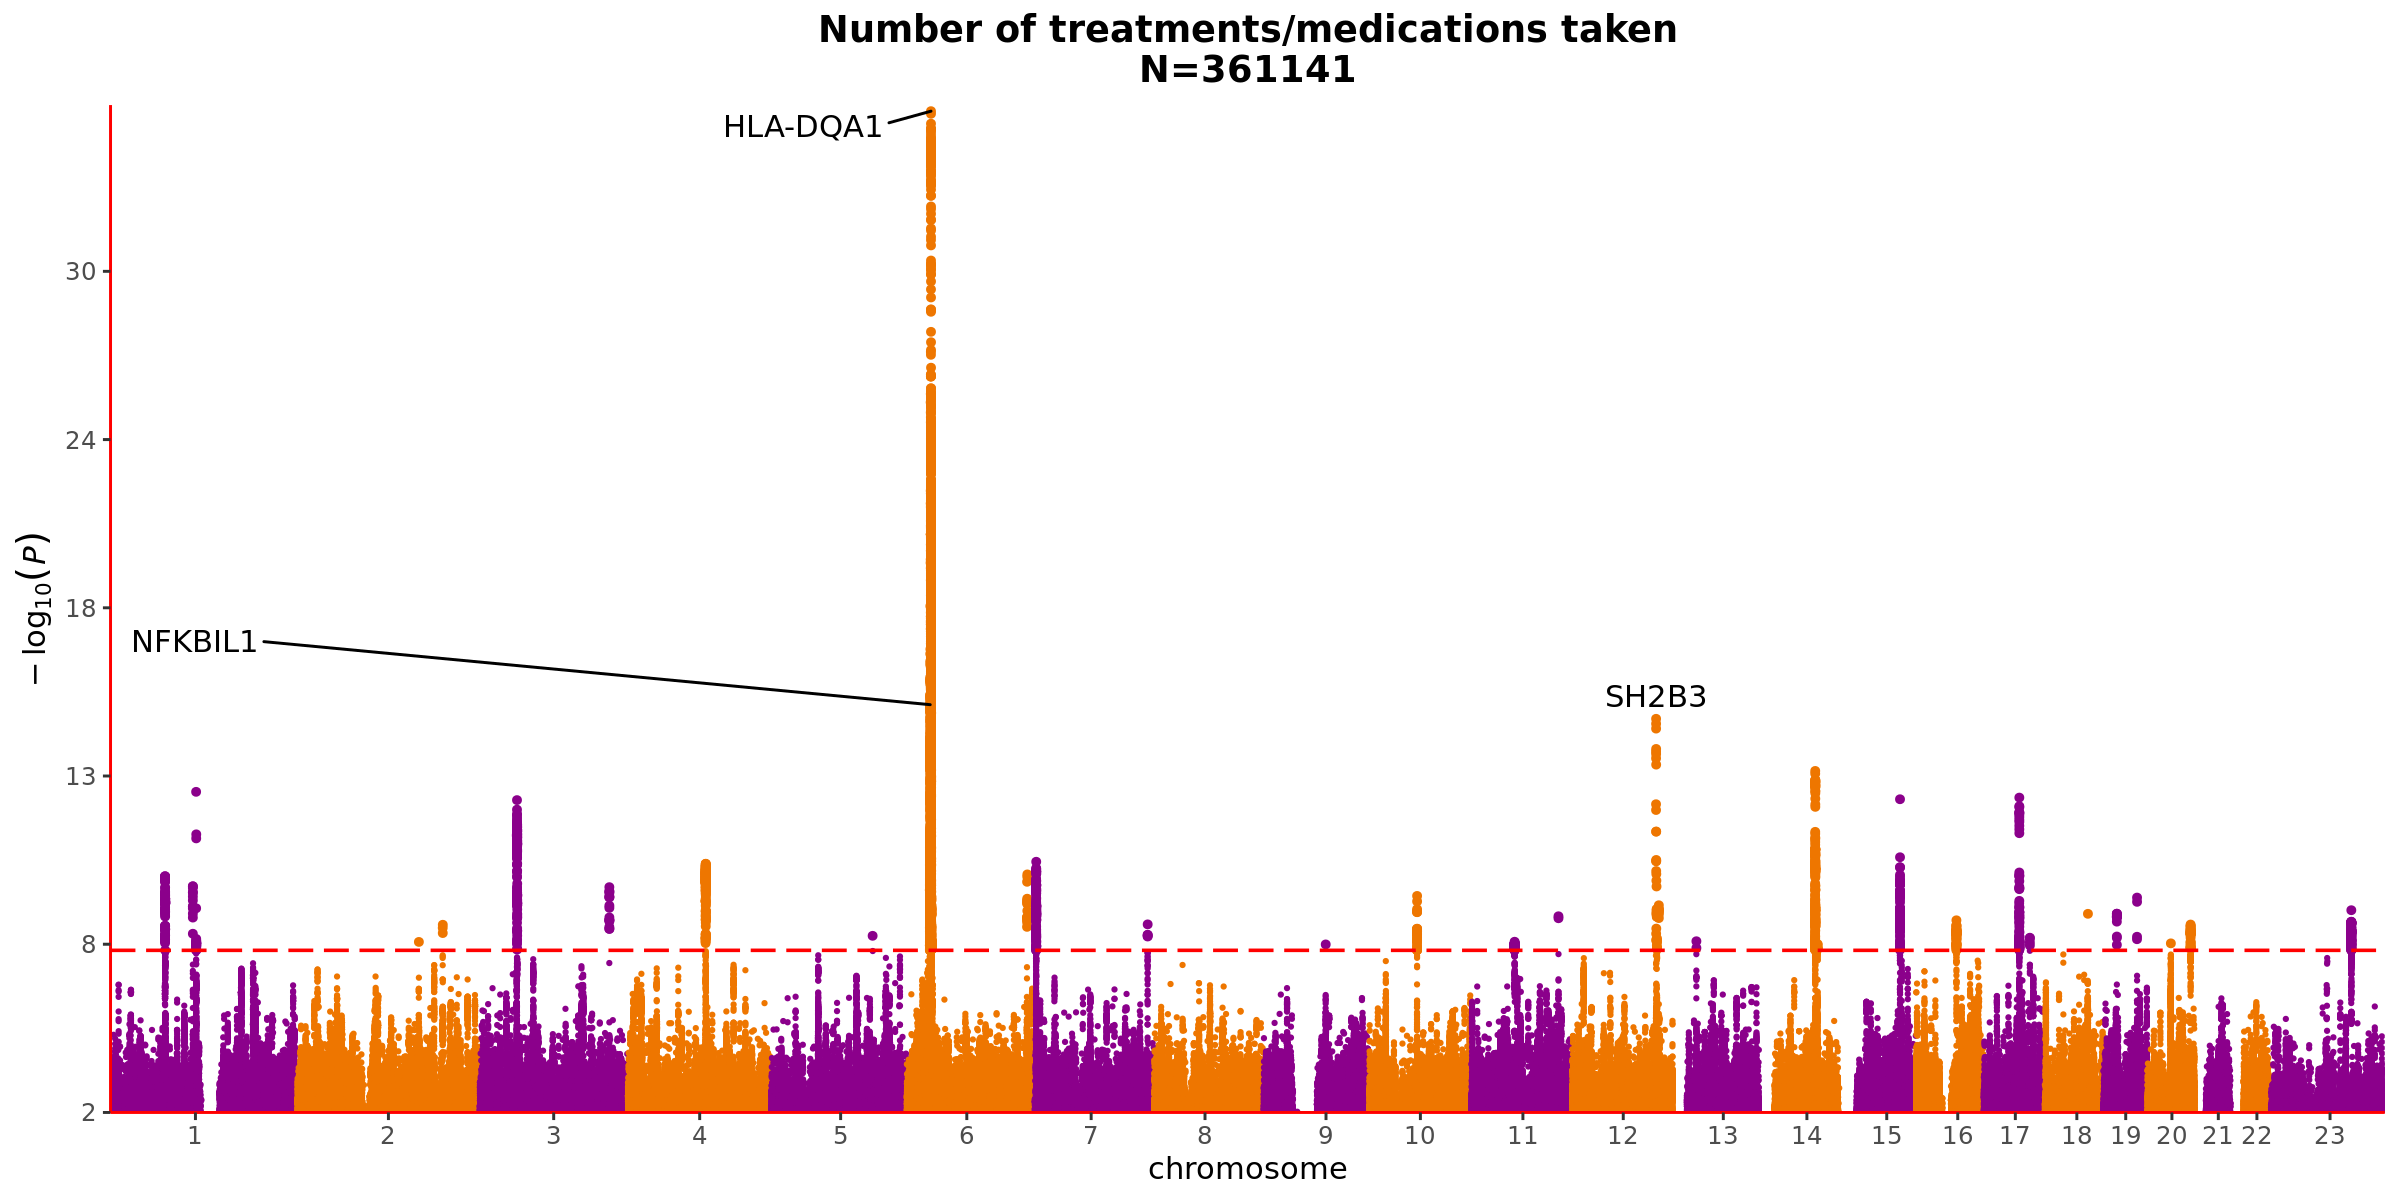 Number of treatments/medications taken
N=361141
HLA-DQA1
30
24
18
NFKBIL1
SH2B3
13
8
2
−log10(P)
1 2 3 4 5 6 7 8 9 10 11 12 13 14 15 16 17 18 19 20 21 22 23
chromosome